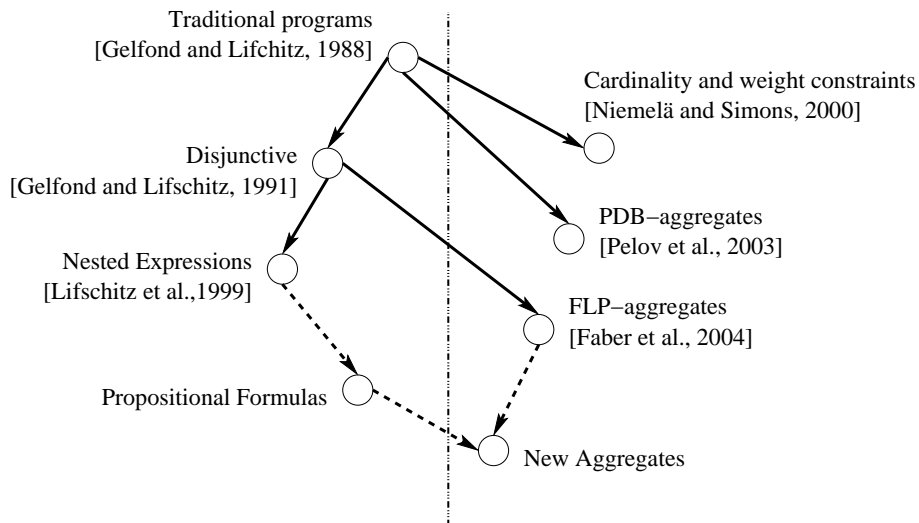 Traditional programs
[Gelfond and Lifchitz, 1988]
Cardinality and weight constraints
[Niemelä and Simons, 2000]
Disjunctive
[Gelfond and Lifschitz, 1991]
PDB−aggregates
[Pelov et al., 2003]
Nested Expressions
[Lifschitz et al.,1999]
FLP−aggregates
[Faber et al., 2004]
Propositional Formulas
New Aggregates